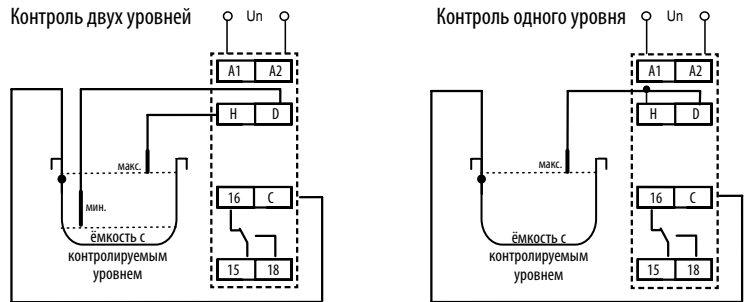 Контроль двух уровней
Un
A1 A2
H D
макс.
мин.
16 C
ёмкость с
контролируемым
уровнем
15 18
Контроль одного уровня
Un
A1 A2
H D
макс.
16 C
ёмкость с
контролируемым
уровнем
15 18